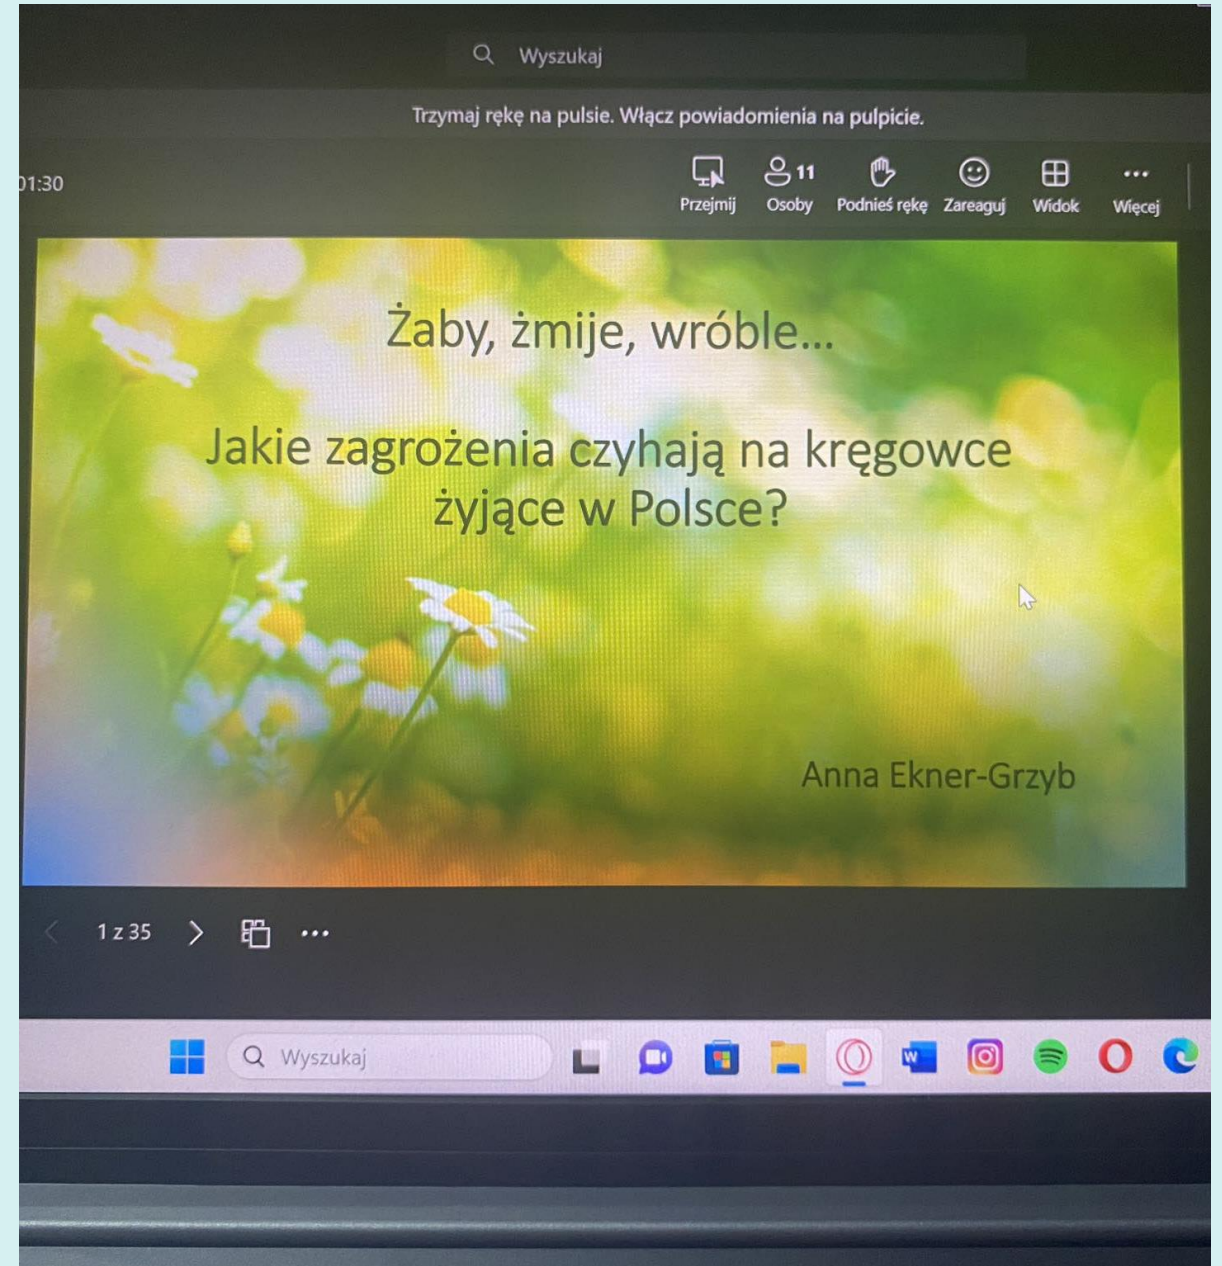 Wyszukaj
Trzymaj rękę na pulsie. Włącz powiadomienia na pulpicie.
01:30
11
Przejmij Osoby Podnieś rękę Zareaguj Widok Więcej
Żaby, żmije, wróble...
Jakie zagrożenia czyhają na kręgowce
żyjące w Polsce?
Anna Ekner-Grzyb
1 z 35
Wyszukaj
W